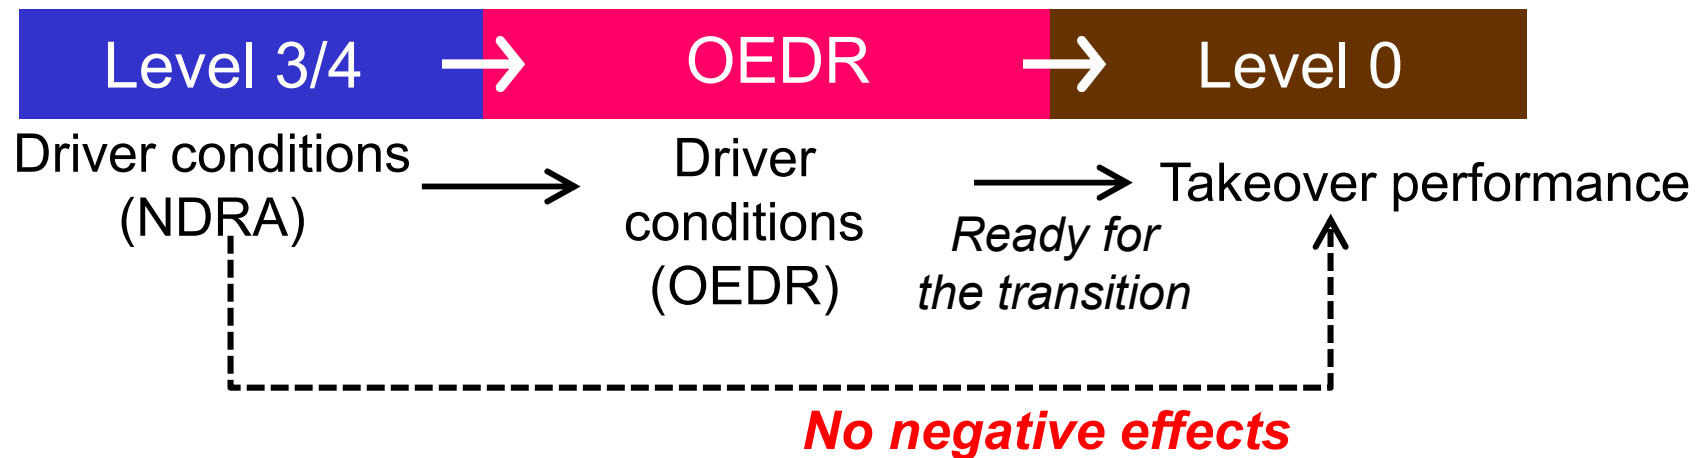 Level 3/4
OEDR
Level 0
Driver conditions
(NDRA)
Driver
conditions
(OEDR)
Ready for
the transition
Takeover performance
No negative effects